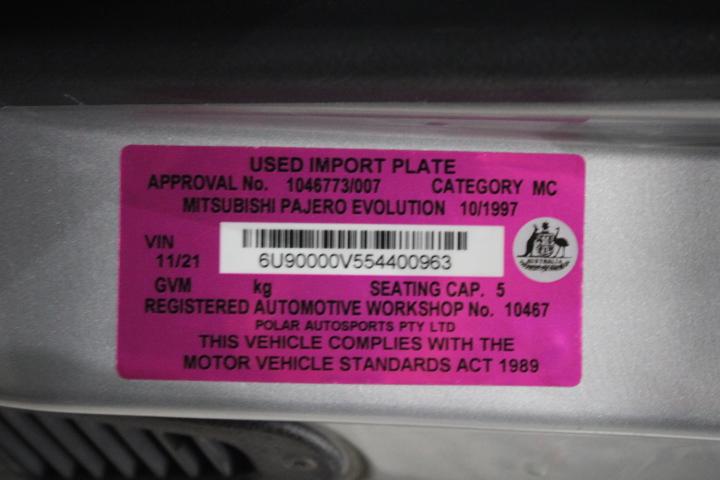 USED IMPORT PLATE
APPROVAL No. 1046773/007 CATEGORY MC
MITSUBISHI PAJERO EVOLUTION 10/1997
VIN
11/21
6U90000V554400963
AUSTRALIA
GVM kg SEATING CAP. 5
REGISTERED AUTOMOTIVE WORKSHOP No. 10467
POLAR AUTOSPORTS PTY LTD
THIS VEHICLE COMPLIES WITH THE
MOTOR VEHICLE STANDARDS ACT 1989